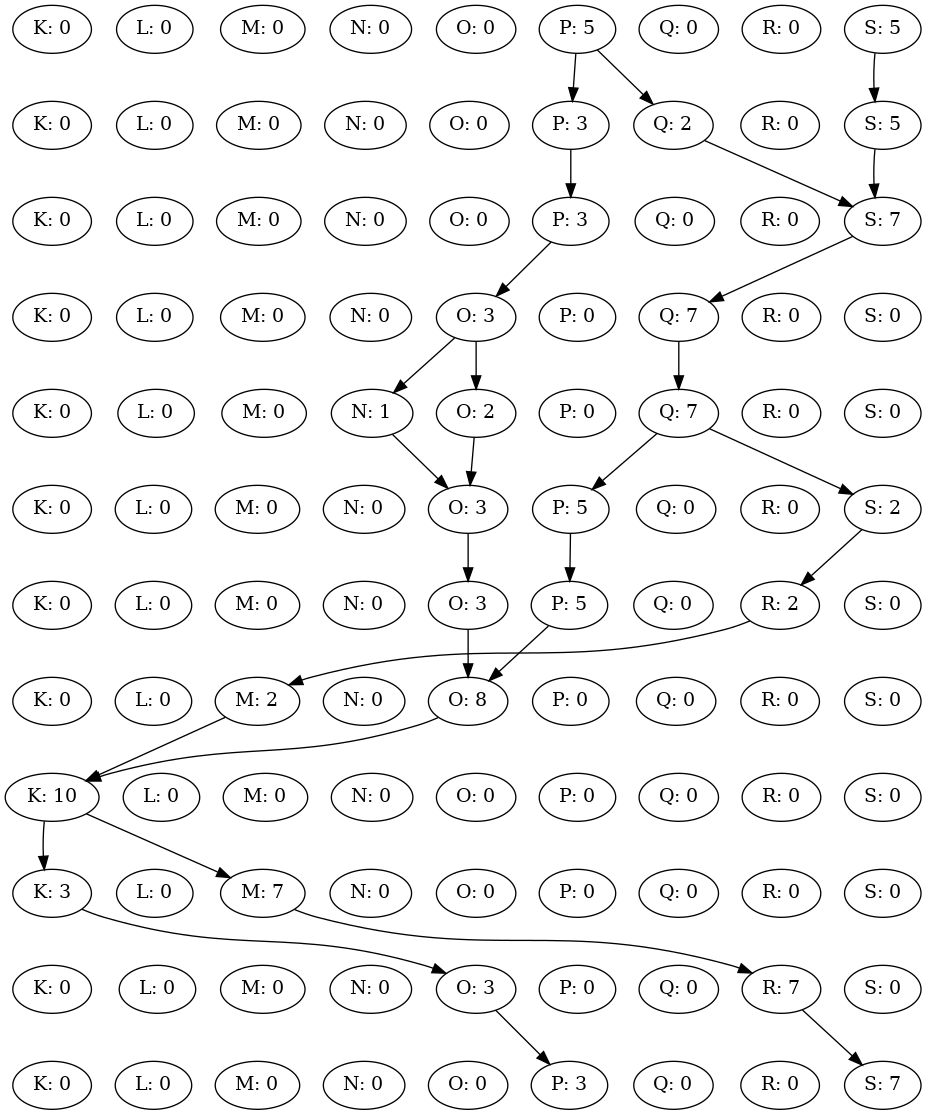 K: 0 L: 0 M: 0 N: 0 O: 0 P: 5 Q: 0 R: 0 S: 5
K: 0 L: 0 M: 0 N: 0 O: 0 P: 3 Q: 2 R: 0 S: 5
K: 0 L: 0 M: 0 N: 0 O: 0 P: 3 Q: 0 R: 0 S: 7
K: 0 L: 0 M: 0 N: 0 O: 3 P: 0 Q: 7 R: 0 S: 0
K: 0 L: 0 M: 0 N: 1 O: 2 P: 0 Q: 7 R: 0 S: 0
K: 0 L: 0 M: 0 N: 0 O: 3 P: 5 Q: 0 R: 0 S: 2
K: 0 L: 0 M: 0 N: 0 O: 3 P: 5 Q: 0 R: 2 S: 0
K: 0 L: 0 M: 2 N: 0 O: 8 P: 0 Q: 0 R: 0 S: 0
K: 10 L: 0 M: 0 N: 0 O: 0 P: 0 Q: 0 R: 0 S: 0
K: 3 L: 0 M: 7 N: 0 O: 0 P: 0 Q: 0 R: 0 S: 0
K: 0 L: 0 M: 0 N: 0 O: 3 P: 0 Q: 0 R: 7 S: 0
K: 0 L: 0 M: 0 N: 0 O: 0 P: 3 Q: 0 R: 0 S: 7